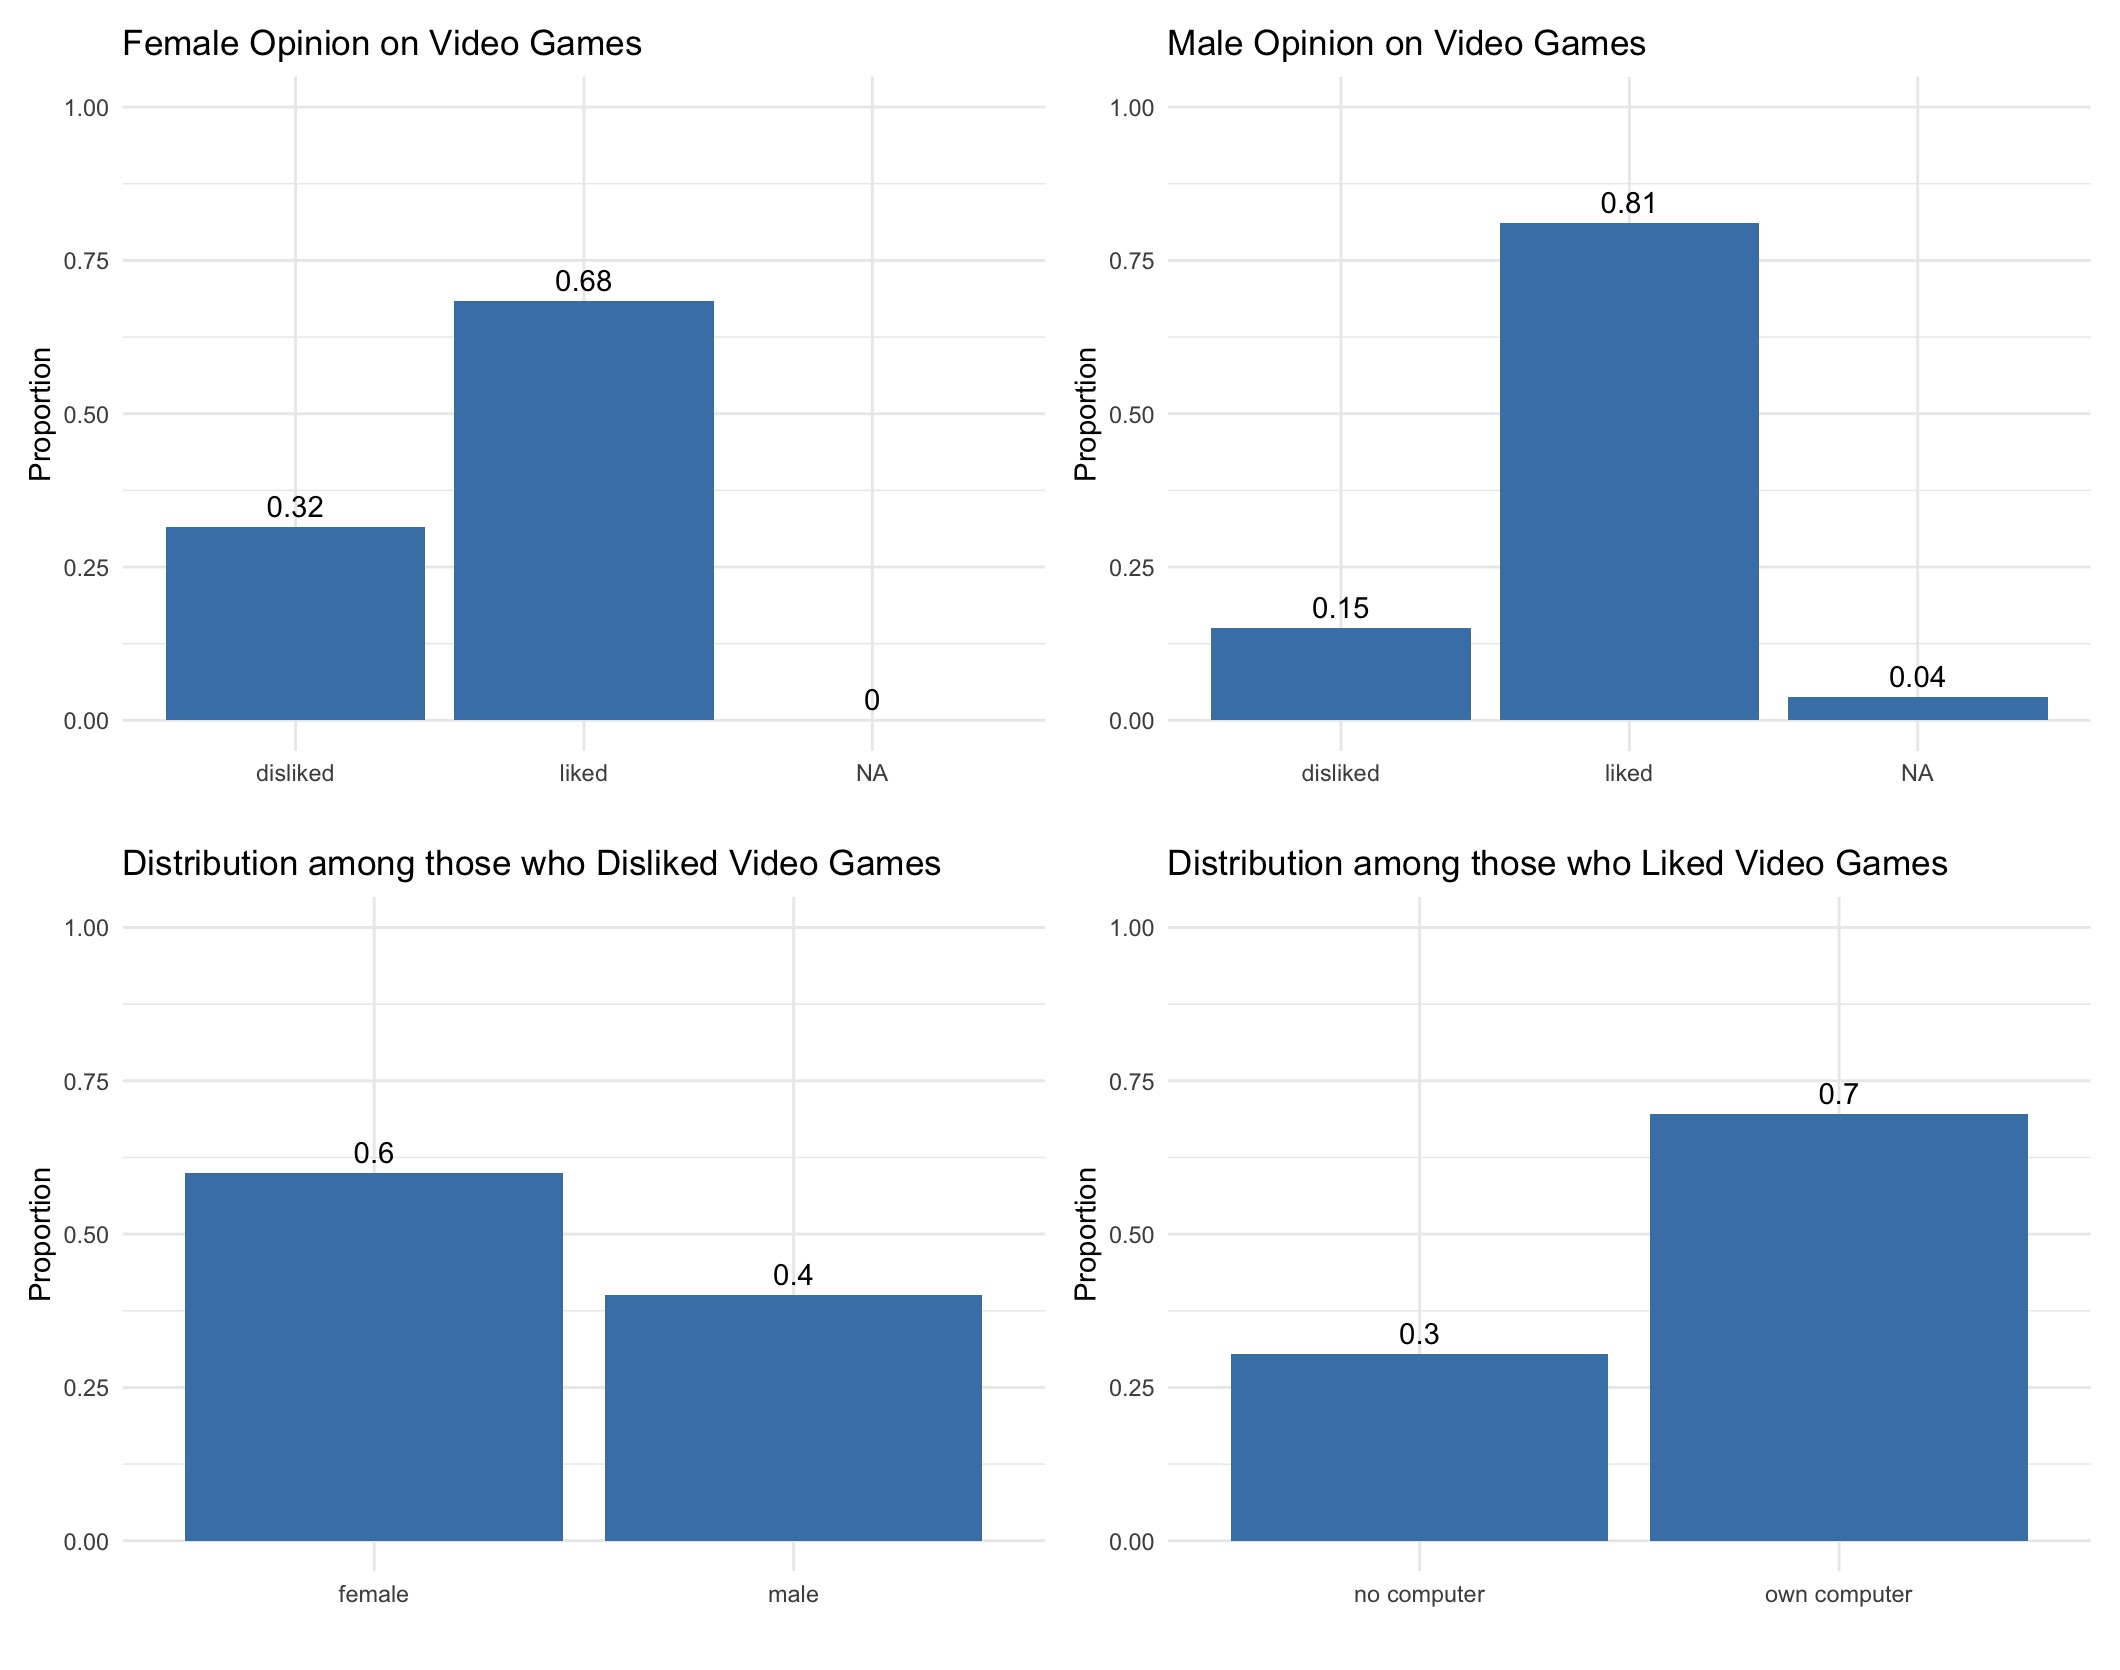 Female Opinion on Video Games
Proportion
1.00
0.75
0.50
0.25
0.00
0.32
0.68
0
disliked
liked
NA
Male Opinion on Video Games
Proportion
1.00
0.75
0.50
0.25
0.00
0.15
0.81
0.04
disliked
liked
NA
Distribution among those who Disliked Video Games
Proportion
1.00
0.75
0.50
0.25
0.00
0.6
0.4
female
male
Distribution among those who Liked Video Games
Proportion
1.00
0.75
0.50
0.25
0.00
0.3
0.7
no computer
own computer